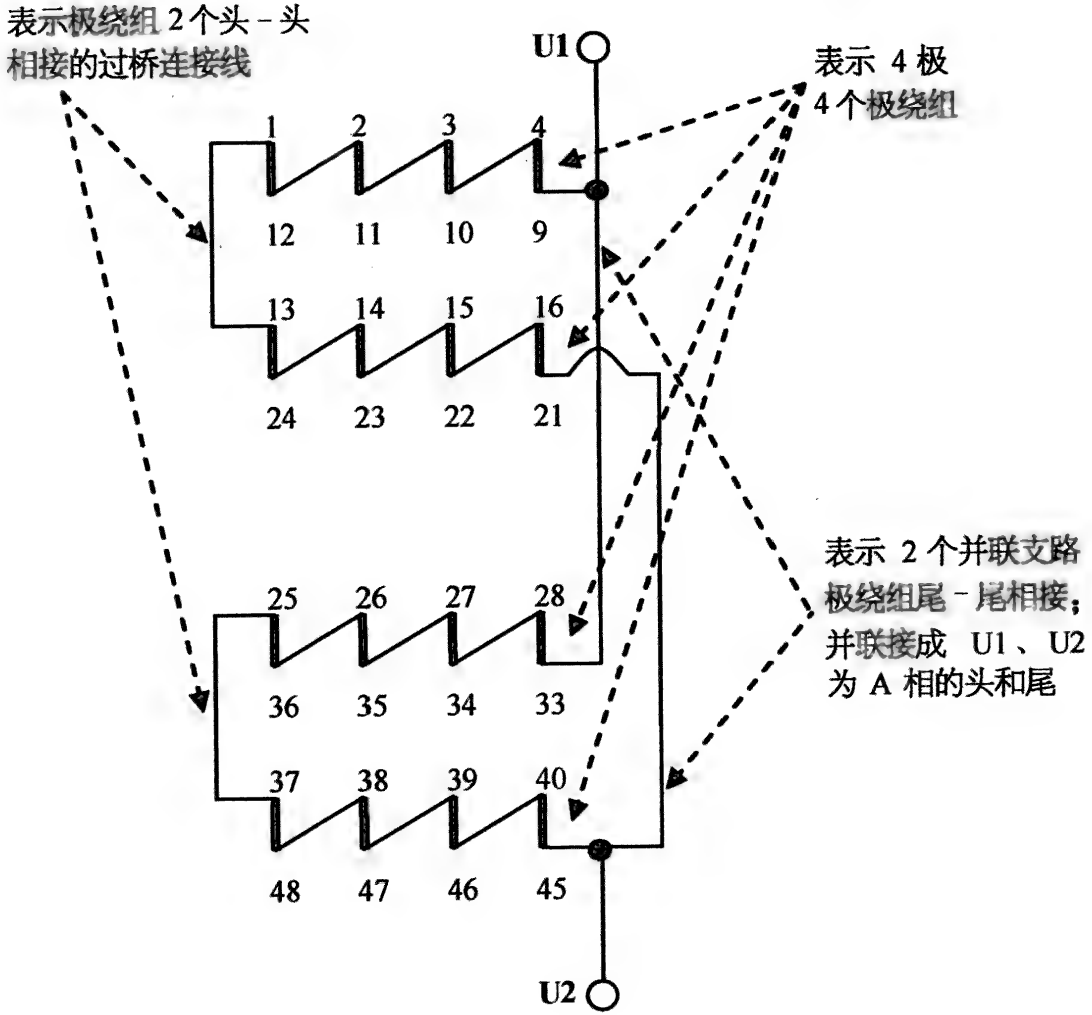 表示极绕组 2 个头－头
相接的过桥连接线
U1
表示 4 极
4 个极绕组
1 2 3 4
12 11 10 9
13 14 15 16
24 23 22 21
表示 2 个并联支路
极绕组尾－尾相接；
并联接成 U1、U2
为 A 相的头和尾
25 26 27 28
36 35 34 33
37 38 39 40
48 47 46 45
U2